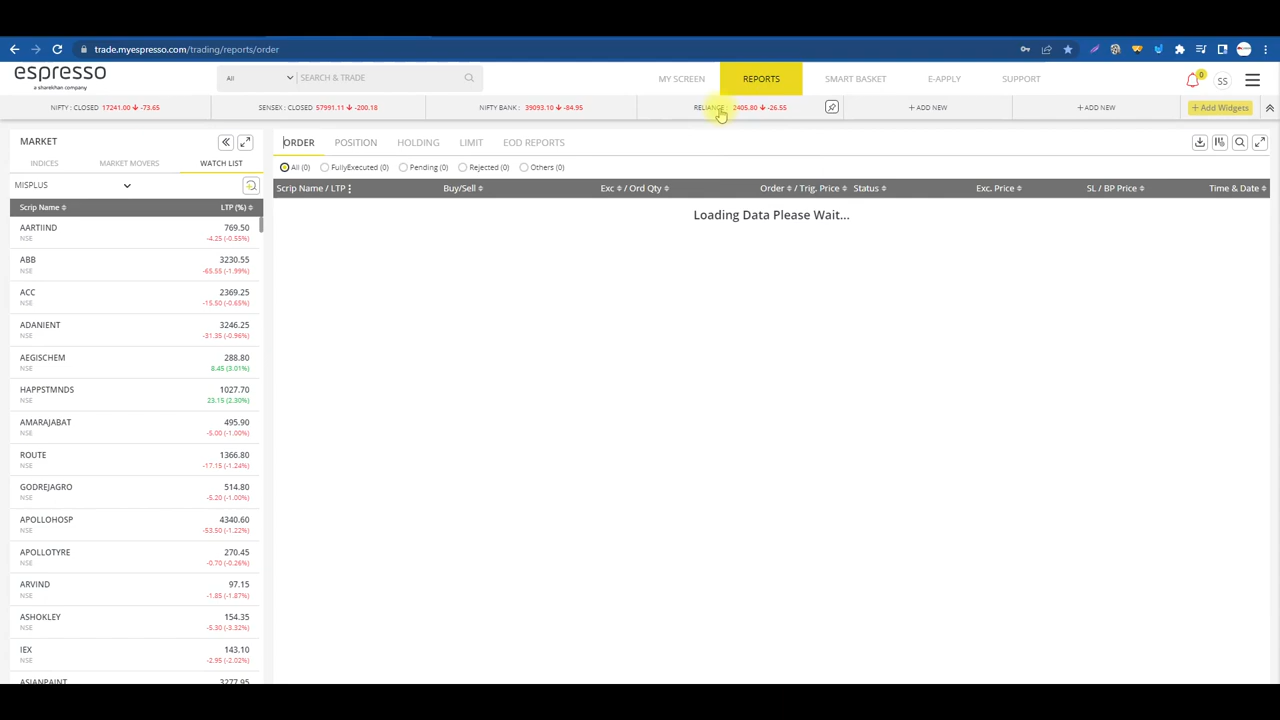 trade.myespresso.com/trading/reports/order
espresso
a sharekhan company
All SEARCH & TRADE
MY SCREEN REPORTS SMART BASKET E-APPLY SUPPORT
0 SS
NIFTY : CLOSED 17241.00 -73.65 SENSEX : CLOSED 57991.11 -200.18 NIFTY BANK : 39093.10 -84.95 RELIANCE 2405.80 -26.55 + ADD NEW + ADD NEW + Add Widgets
MARKET
INDICES MARKET MOVERS WATCH LIST
MISPLUS
Scrip Name LTP (%)
AARTIIND 769.50
NSE -4.25 (-0.55%)
ABB 3230.55
NSE -65.55 (-1.99%)
ACC 2369.25
NSE -15.50 (-0.65%)
ADANIENT 3246.25
NSE -31.35 (-0.96%)
AEGISCHEM 288.80
NSE 8.45 (3.01%)
HAPPSTMNDS 1027.70
NSE 23.15 (2.30%)
AMARAJABAT 495.90
NSE -5.00 (-1.00%)
ROUTE 1366.80
NSE -17.15 (-1.24%)
GODREJAGRO 514.80
NSE -5.20 (-1.00%)
APOLLOHOSP 4340.60
NSE -53.50 (-1.22%)
APOLLOTYRE 270.45
NSE -0.70 (-0.26%)
ARVIND 97.15
NSE -1.85 (-1.87%)
ASHOKLEY 154.35
NSE -5.30 (-3.32%)
IEX 143.10
NSE -2.95 (-2.02%)
ASIANPAINT 3277.95
ORDER POSITION HOLDING LIMIT EOD REPORTS
All (0) FullyExecuted (0) Pending (0) Rejected (0) Others (0)
Scrip Name / LTP Buy/Sell Exc / Ord Qty Order / Trig. Price Status Exc. Price SL / BP Price Time & Date
Loading Data Please Wait...